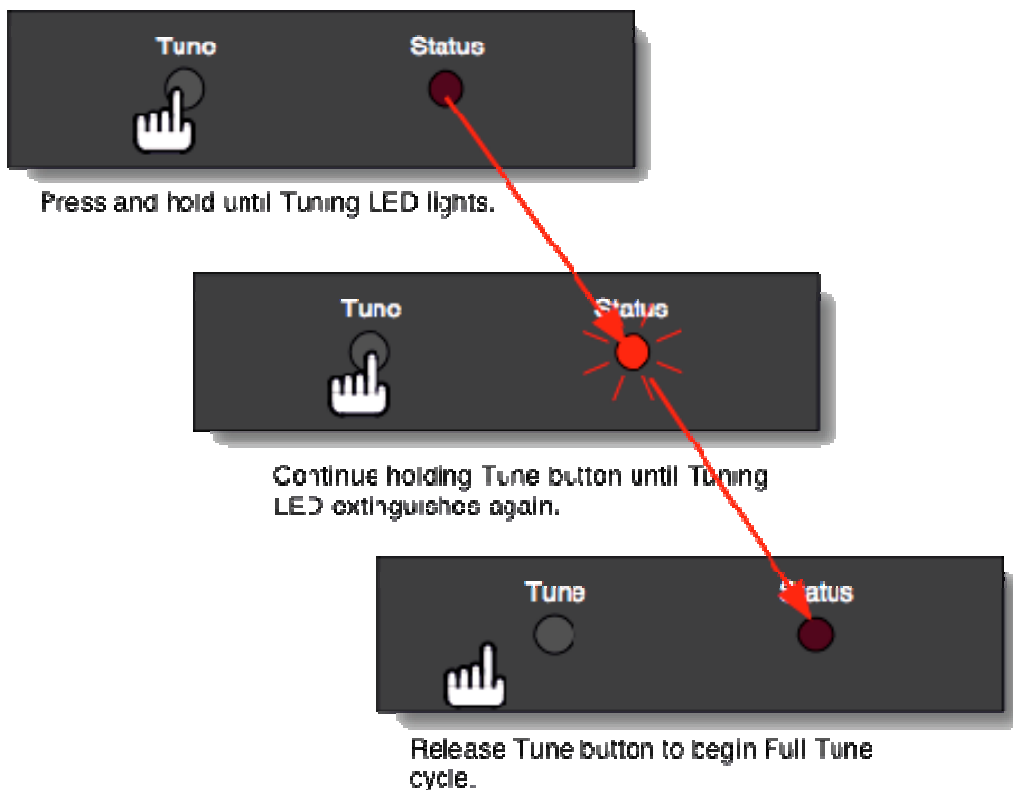 Tune Status
Press and hold until Tuning LED lights.
Tune Status
Continue holding Tune button until Tuning
LED extinguishes again.
Tune Status
Release Tune button to begin Full Tune
cycle.